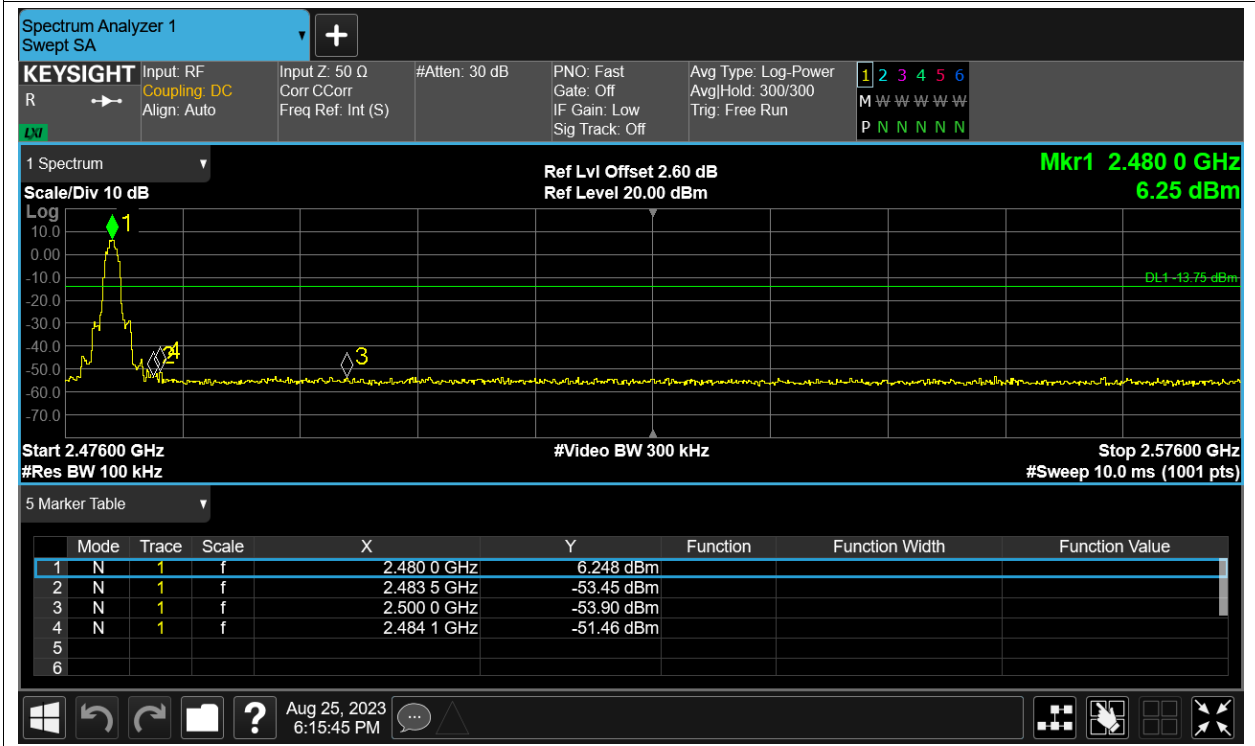 Spectrum Analyzer 1
Swept SA
+
KEYSIGHT Input: RF Input Z: 50 Ω #Atten: 30 dB PNO: Fast Avg Type: Log-Power 1 2 3 4 5 6
R Coupling: DC Corr CCorr Gate: Off Avg|Hold: 300/300 M W W W W W
Align: Auto Freq Ref: Int (S) IF Gain: Low Trig: Free Run
LXI Sig Track: Off P N N N N N
1 Spectrum Ref Lvl Offset 2.60 dB Mkr1 2.480 0 GHz
Scale/Div 10 dB Ref Level 20.00 dBm 6.25 dBm
Log
1
10.0
0.00
-10.0 DL1 -13.75 dBm
-20.0
-30.0
-40.0 2 4 3
-50.0
-60.0
-70.0
Start 2.47600 GHz #Video BW 300 kHz Stop 2.57600 GHz
#Res BW 100 kHz #Sweep 10.0 ms (1001 pts)
5 Marker Table
Mode Trace Scale X Y Function Function Width Function Value
1 N 1 f 2.480 0 GHz 6.248 dBm
2 N 1 f 2.483 5 GHz -53.45 dBm
3 N 1 f 2.500 0 GHz -53.90 dBm
4 N 1 f 2.484 1 GHz -51.46 dBm
5
6
? Aug 25, 2023
6:15:45 PM